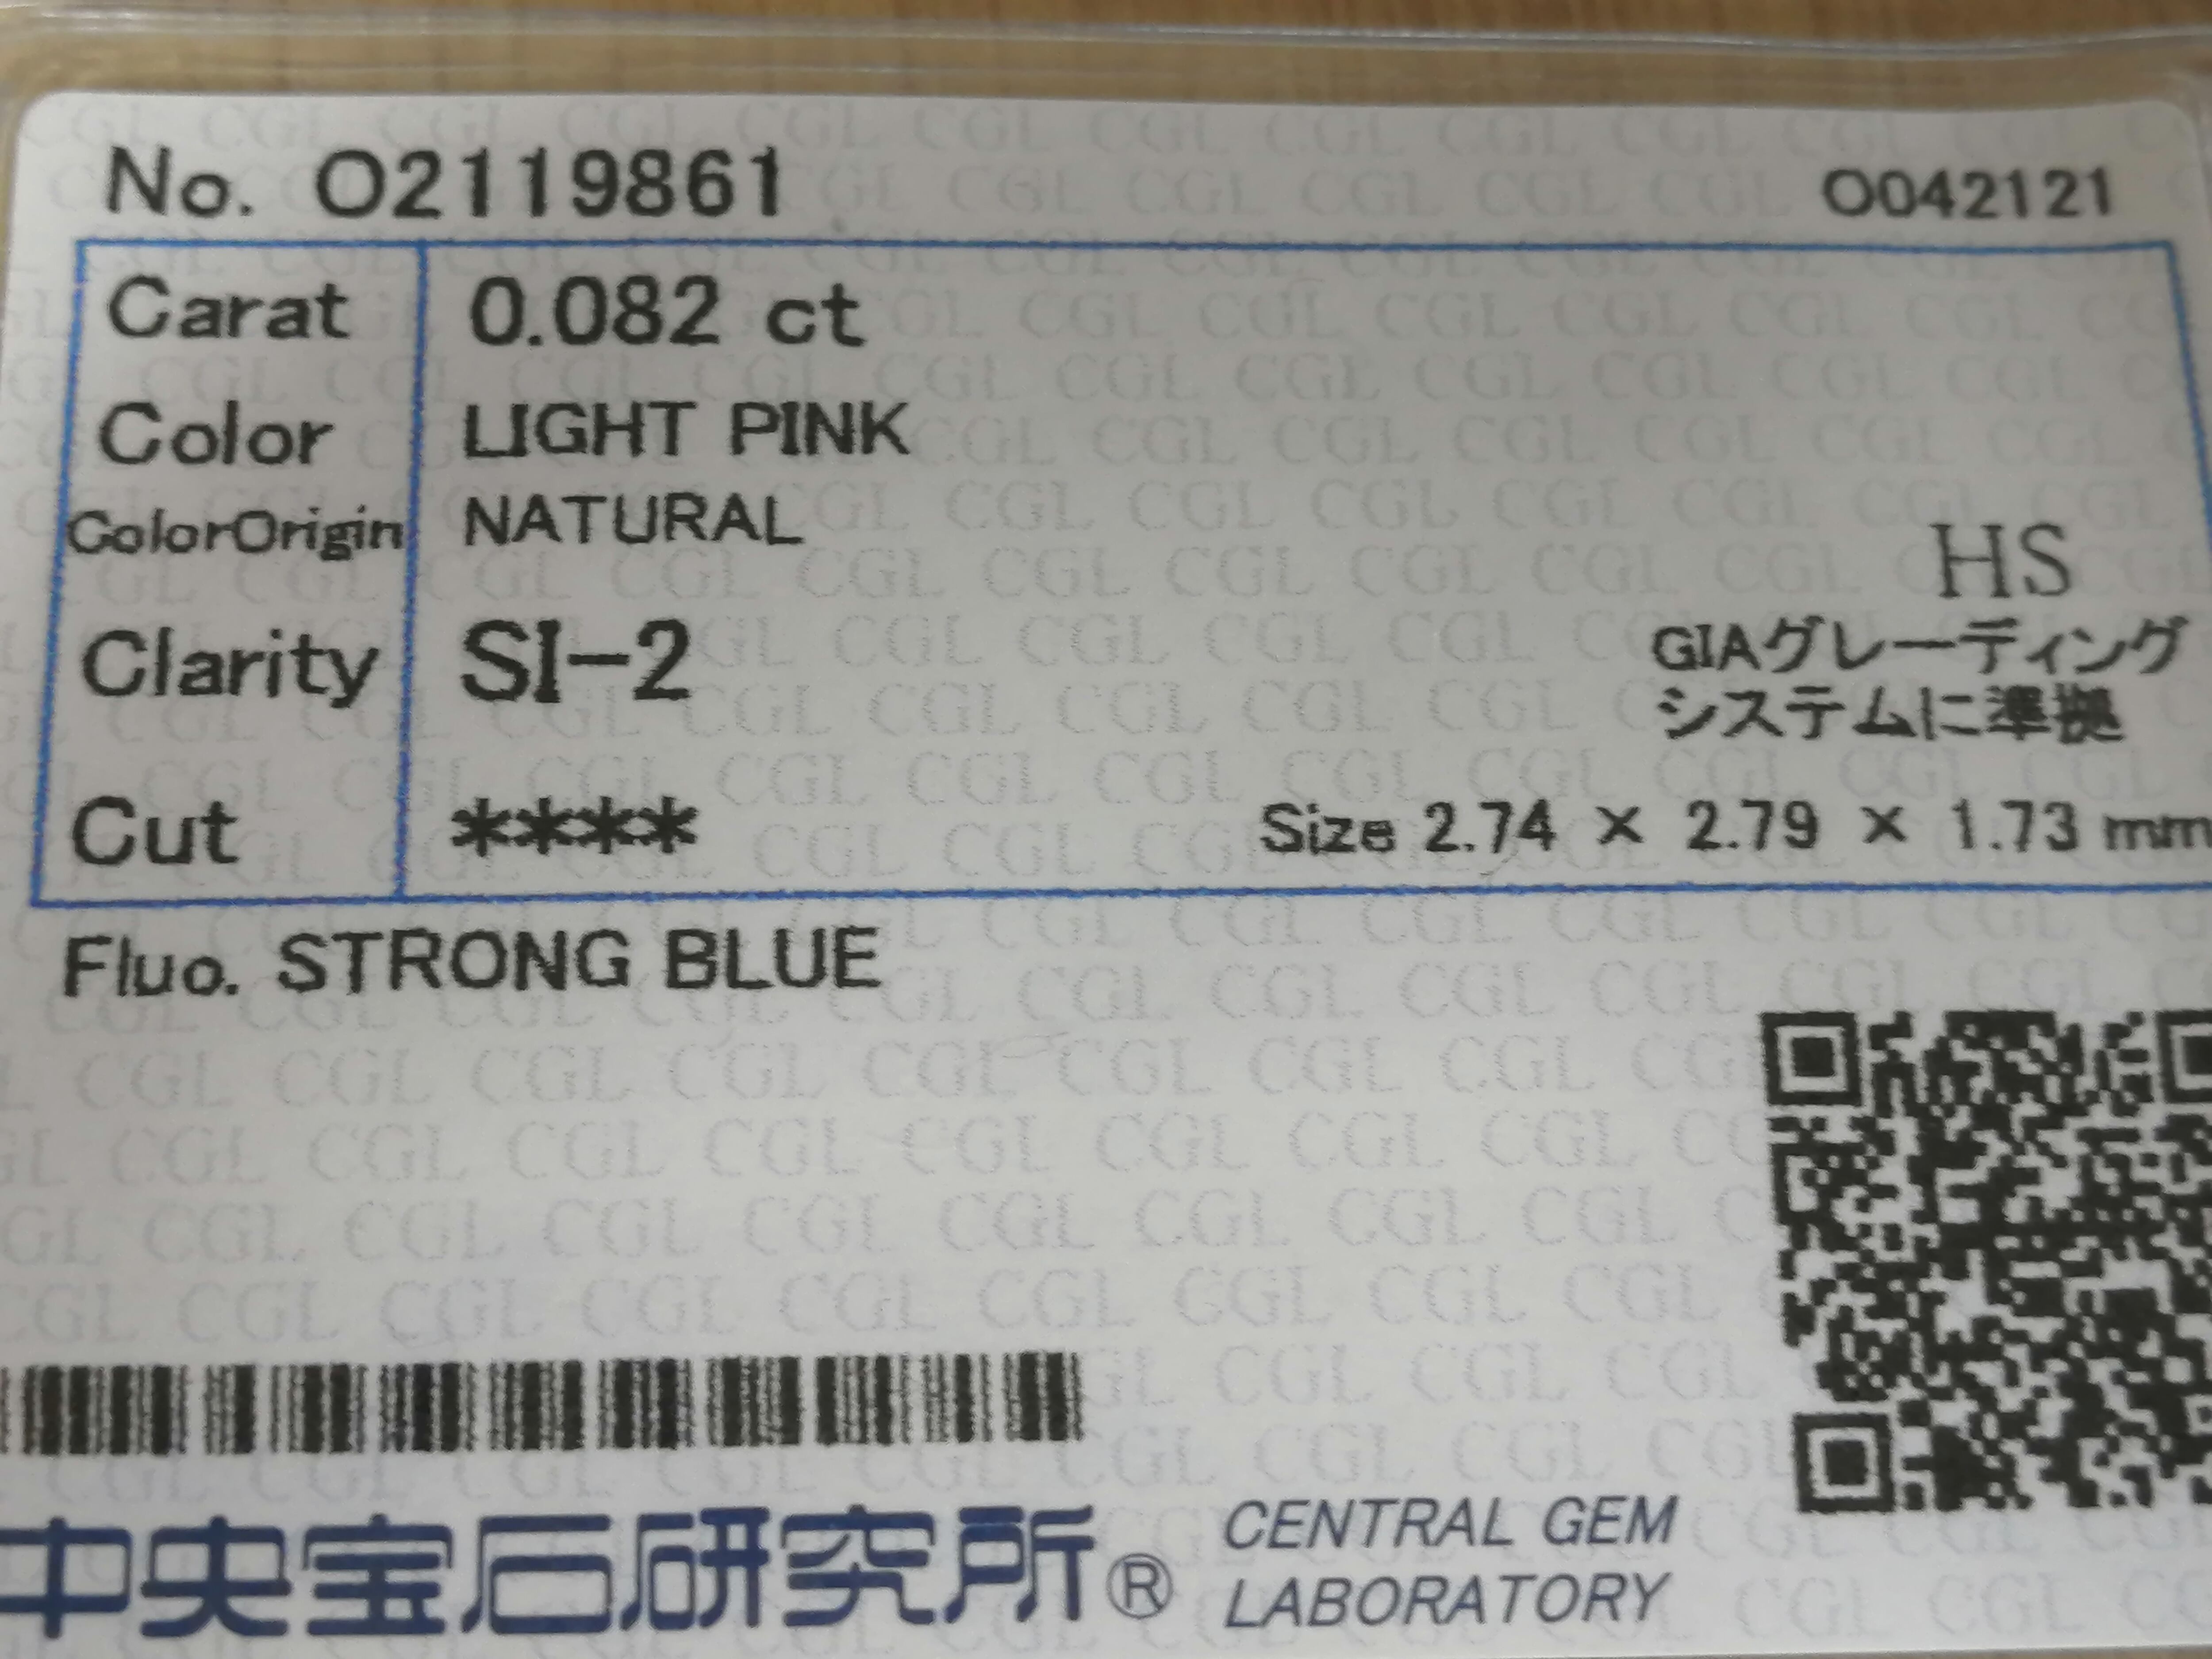 No. O2119861
O042121
Carat 0.082 ct
Color LIGHT PINK
ColorOrigin NATURAL
HS
Clarity SI-2
GIAグレーディング
システムに準拠
Cut ****
Size 2.74 × 2.79 × 1.73 mm
Fluo. STRONG BLUE
中央宝石研究所®
CENTRAL GEM
LABORATORY